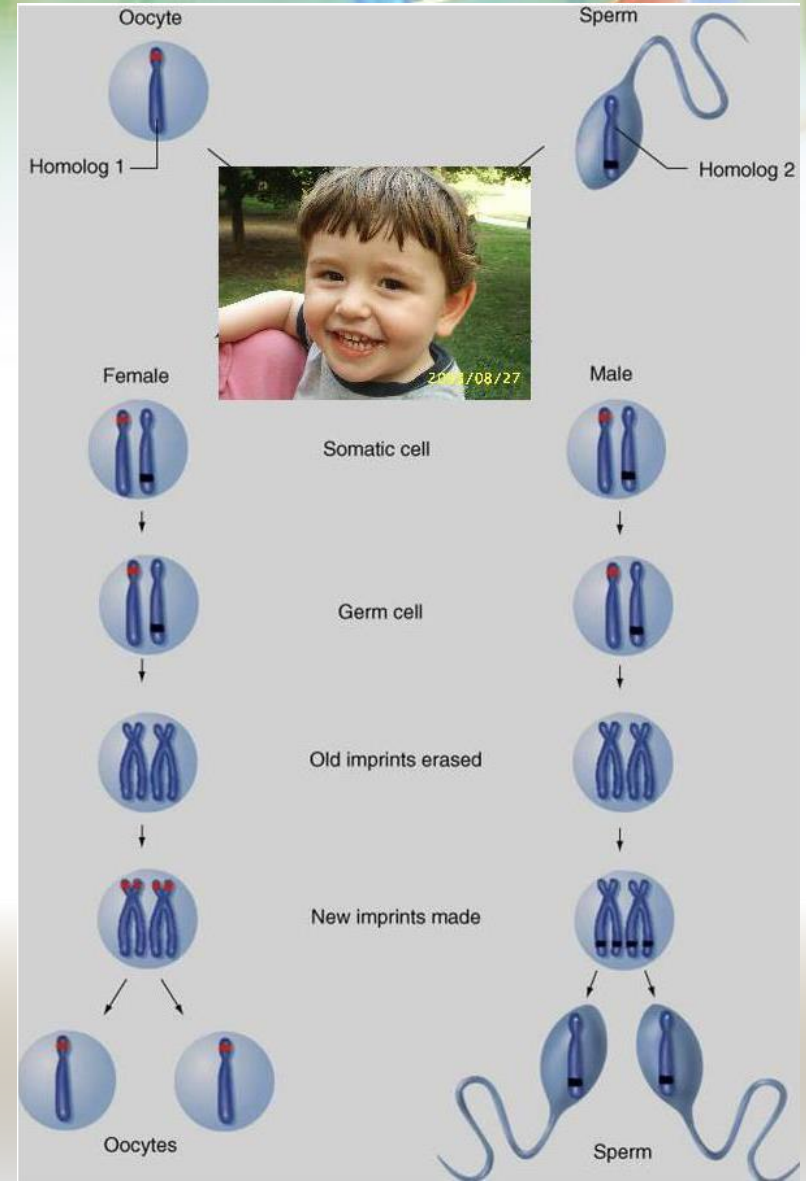 Oocyte
Sperm
Homolog 1
Homolog 2
Female
Male
Somatic cell
Germ cell
Old imprints erased
New imprints made
Oocytes
Sperm